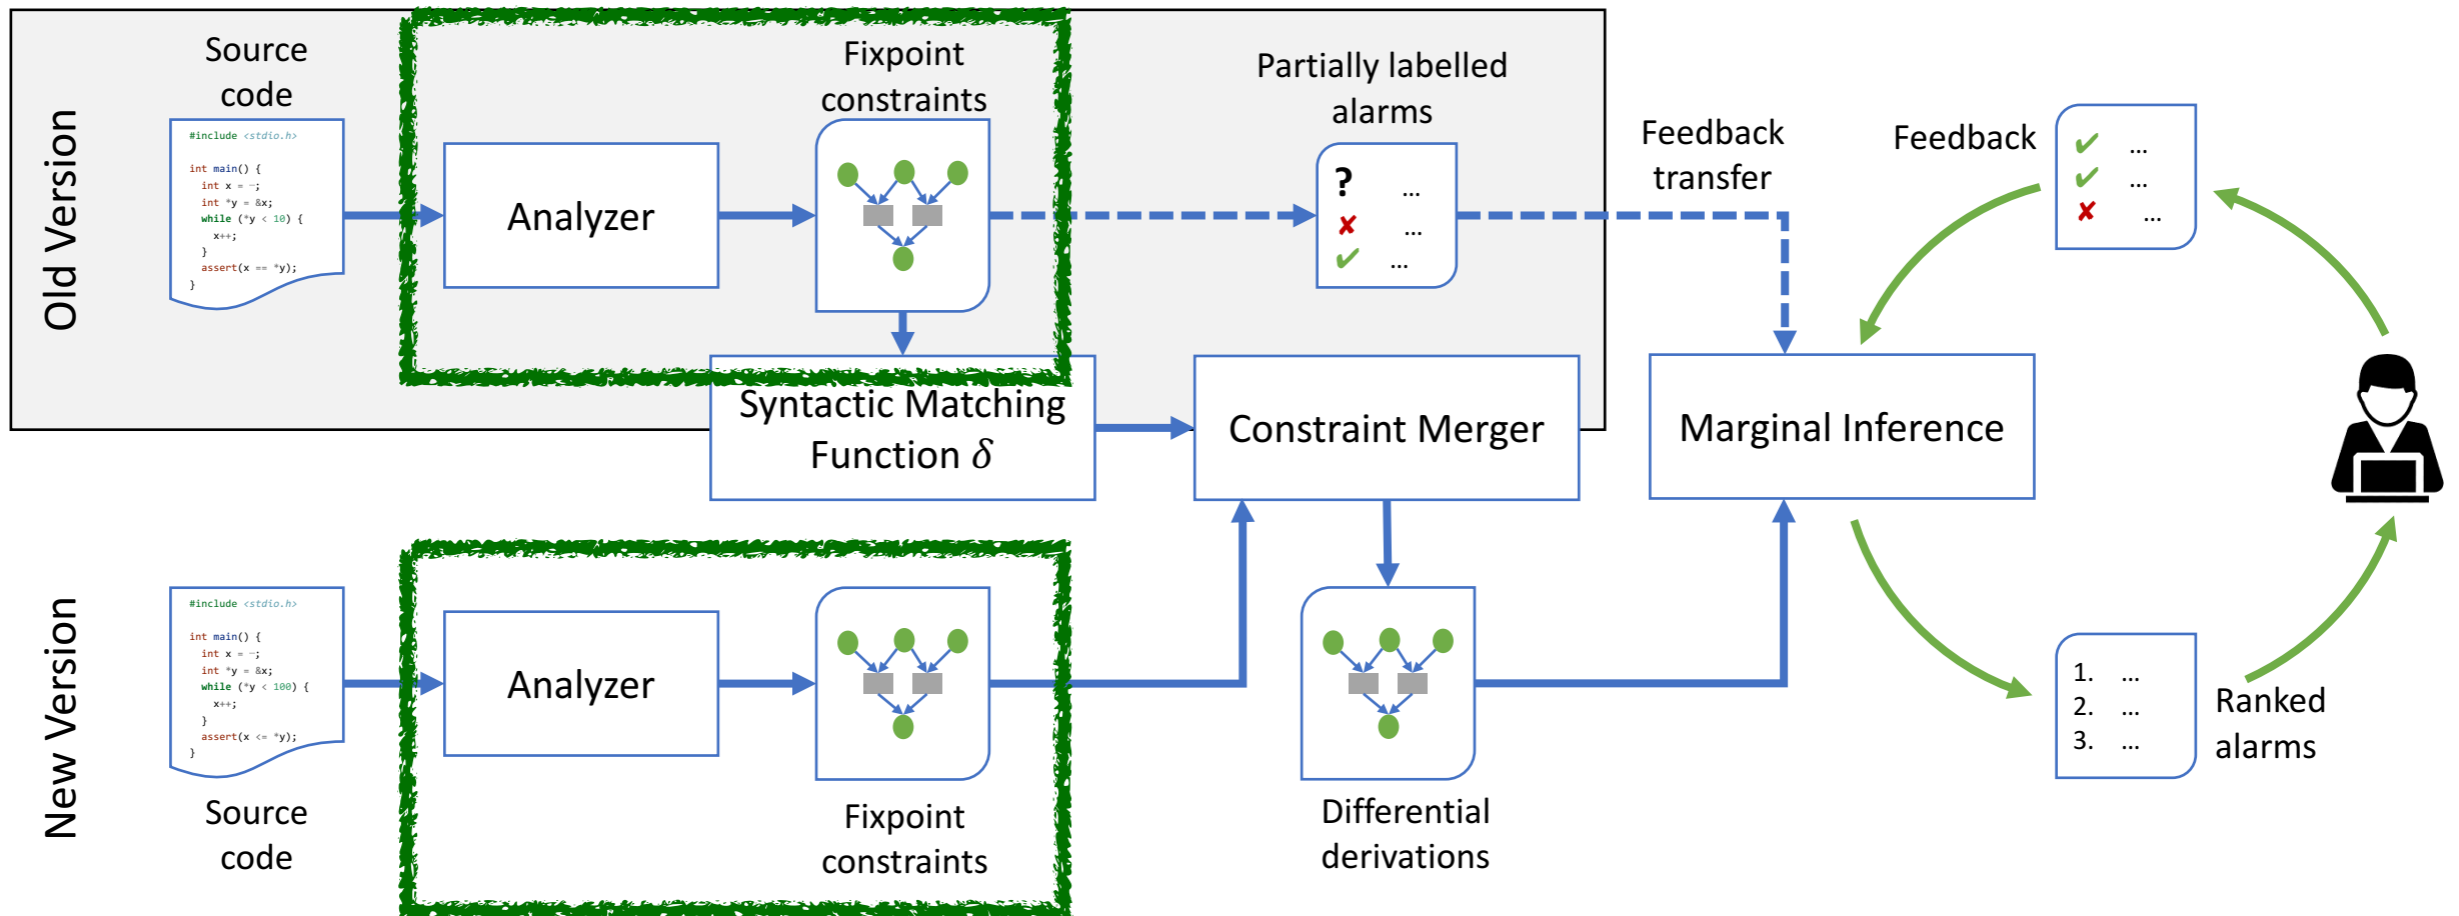 Old Version
Source
code
#include <stdio.h>
int main() {
int x = ⋯;
int *y = &x;
while (*y < 10) {
x++;
}
assert(x == *y);
}
Analyzer
Fixpoint
constraints
Partially labelled
alarms
? ...
✘ ...
✔ ...
Feedback
transfer
Feedback
✔ ...
✔ ...
✘ ...
Syntactic Matching
Function δ
Constraint Merger
Marginal Inference
New Version
#include <stdio.h>
int main() {
int x = ⋯;
int *y = &x;
while (*y < 100) {
x++;
}
assert(x <= *y);
}
Source
code
Analyzer
Fixpoint
constraints
Differential
derivations
1. ...
2. ...
3. ...
Ranked
alarms